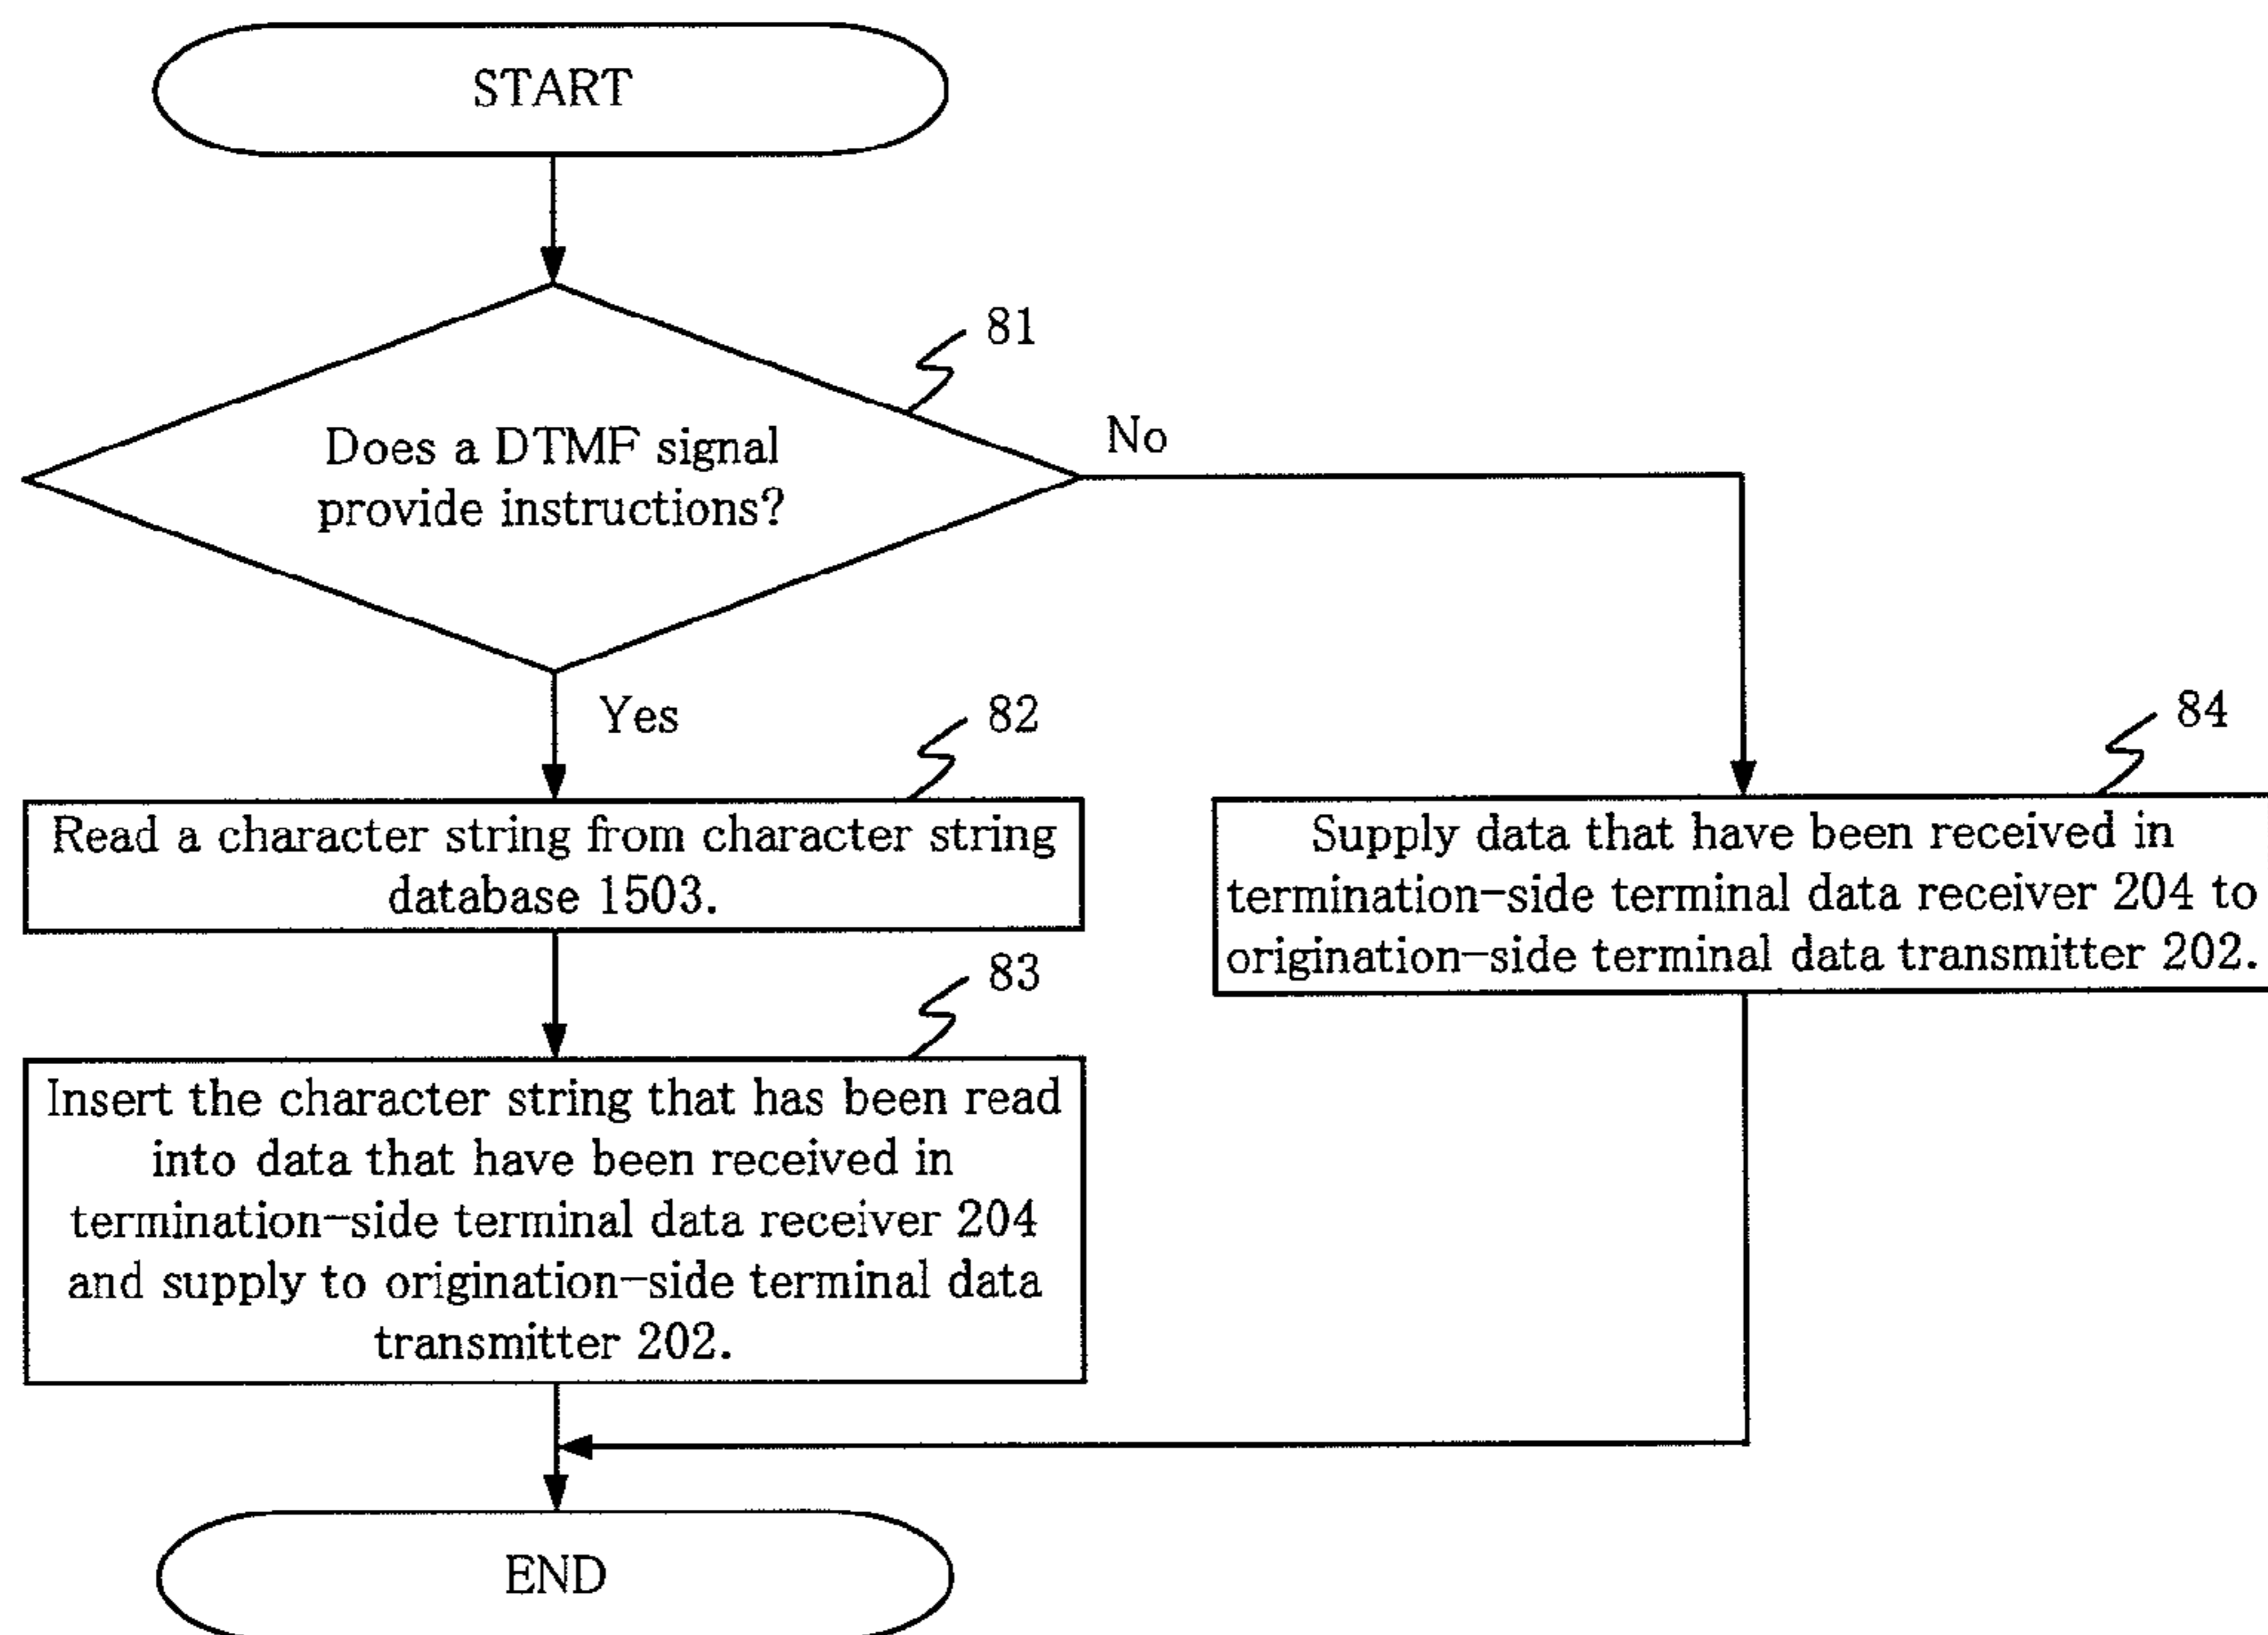 START
81
Does a DTMF signal
provide instructions?
No
Yes
82
Read a character string from character string
database 1503.
84
Supply data that have been received in
termination-side terminal data receiver 204 to
origination-side terminal data transmitter 202.
83
Insert the character string that has been read
into data that have been received in
termination-side terminal data receiver 204
and supply to origination-side terminal data
transmitter 202.
END